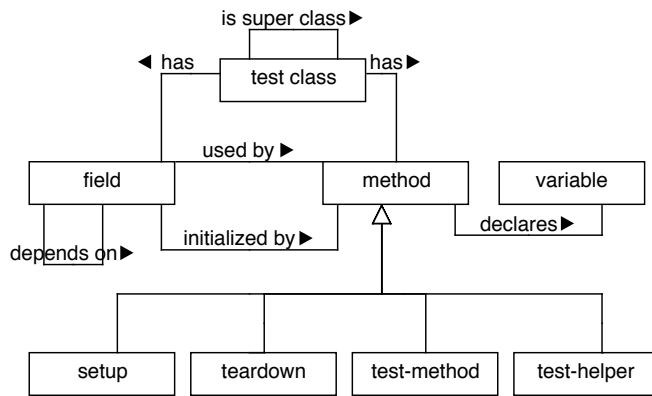 is super class ▶
◀ has
test class
has ▶
used by ▶
field
method
variable
depends on ▶
initialized by ▶
declares ▶
setup
teardown
test-method
test-helper